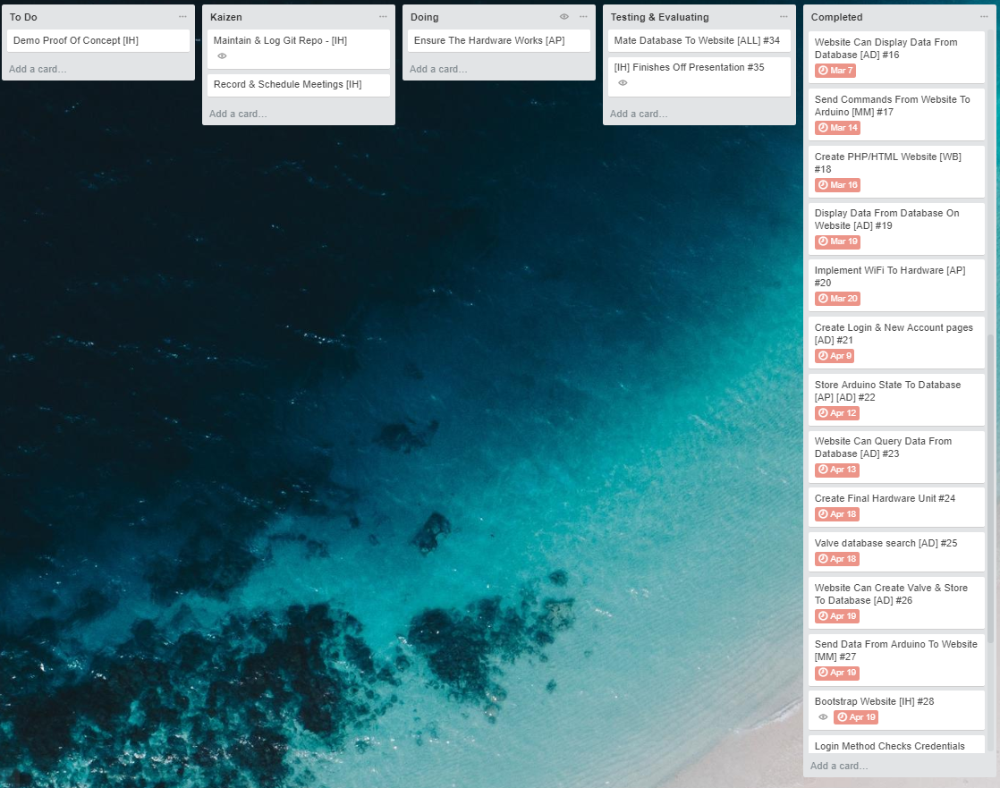 To Do
Demo Proof Of Concept [IH]
Add a card...
Kaizen
Maintain & Log Git Repo - [IH]
Record & Schedule Meetings [IH]
Add a card...
Doing
Ensure The Hardware Works [AP]
Add a card...
Testing & Evaluating
Mate Database To Website [ALL] #34
[IH] Finishes Off Presentation #35
Add a card...
Completed
Website Can Display Data From
Database [AD] #16
Mar 7
Send Commands From Website To
Arduino [MM] #17
Mar 14
Create PHP/HTML Website [WB]
#18
Mar 16
Display Data From Database On
Website [AD] #19
Mar 19
Implement WiFi To Hardware [AP]
#20
Mar 20
Create Login & New Account pages
[AD] #21
Apr 9
Store Arduino State To Database
[AP] [AD] #22
Apr 12
Website Can Query Data From
Database [AD] #23
Apr 13
Create Final Hardware Unit #24
Apr 18
Valve database search [AD] #25
Apr 18
Website Can Create Valve & Store
To Database [AD] #26
Apr 19
Send Data From Arduino To Website
[MM] #27
Apr 19
Bootstrap Website [IH] #28
Apr 19
Login Method Checks Credentials
Add a card...